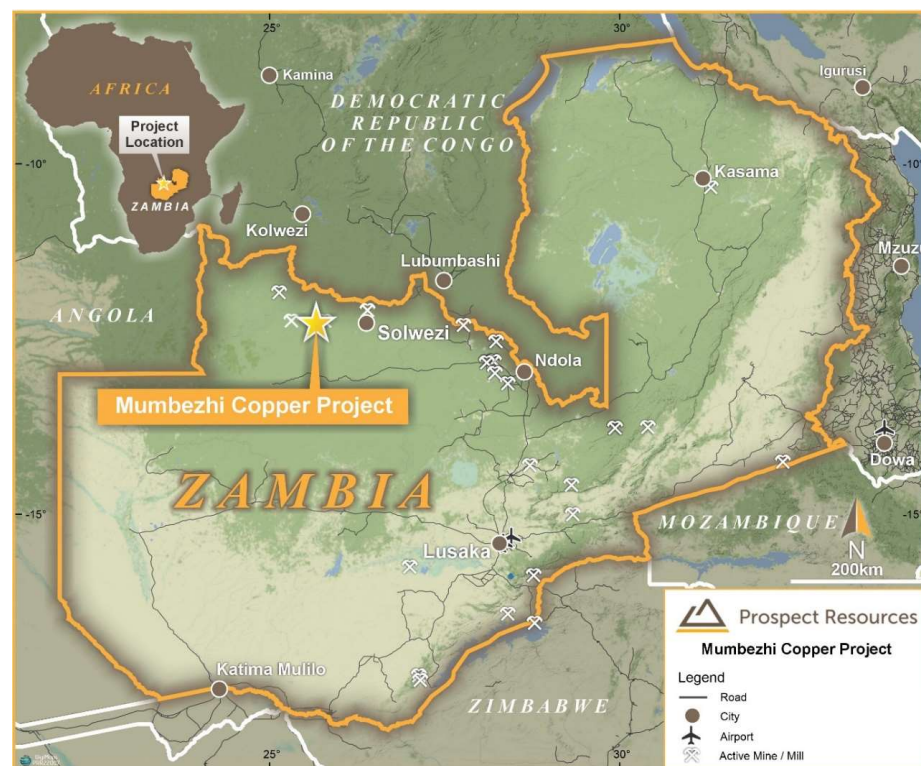 25°
30°
Kamina
Igurusi
AFRICA
DEMOCRATIC
REPUBLIC
OF THE CONGO
Project
Location
-10°
-10°
Kasama
ZAMBIA
Kolwezi
Mzuzu
Lubumbashi
ANGOLA
Solwezi
Ndola
Mumbezhi Copper Project
ZAMBIA
Dowa
-15°
-15
MOZAMBIQUE
N
200km
Lusaka
Prospect Resources
Mumbezhi Copper Project
Legend
Road
City
Airport
Active Mine / Mill
Katima Mulilo
ZIMBABWE
25°